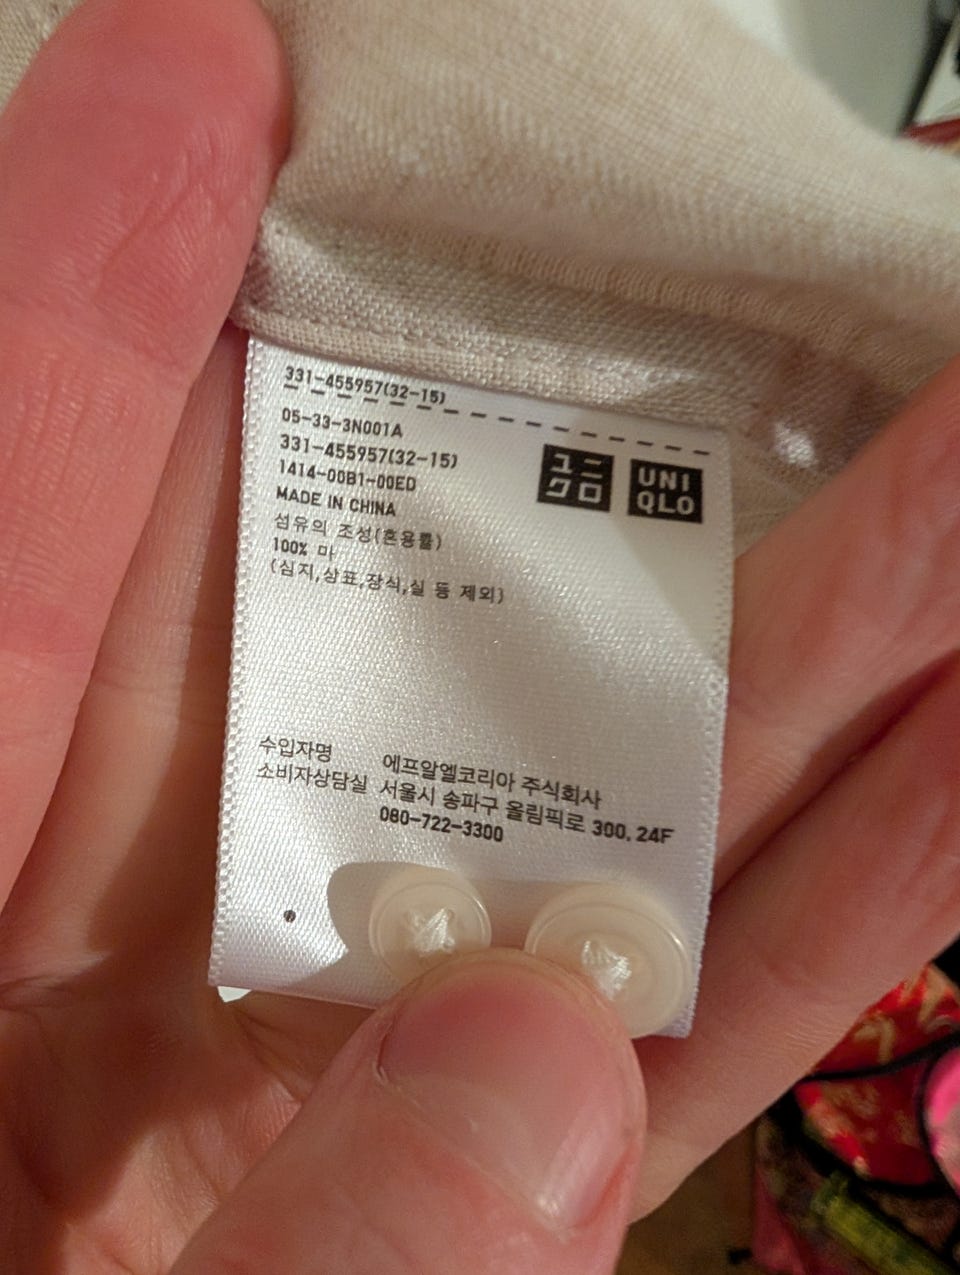 331-455957(32-15)
05-33-3N001A
331-455957(32-15)
1414-00B1-00ED
MADE IN CHINA
섬유의 조성(혼용률)
100% 마
(심지,상표,장식,실 등 제외)
ユニ
クロ
UNI
QLO
수입자명 에프알엘코리아 주식회사
소비자상담실 서울시 송파구 올림픽로 300, 24F
080-722-3300